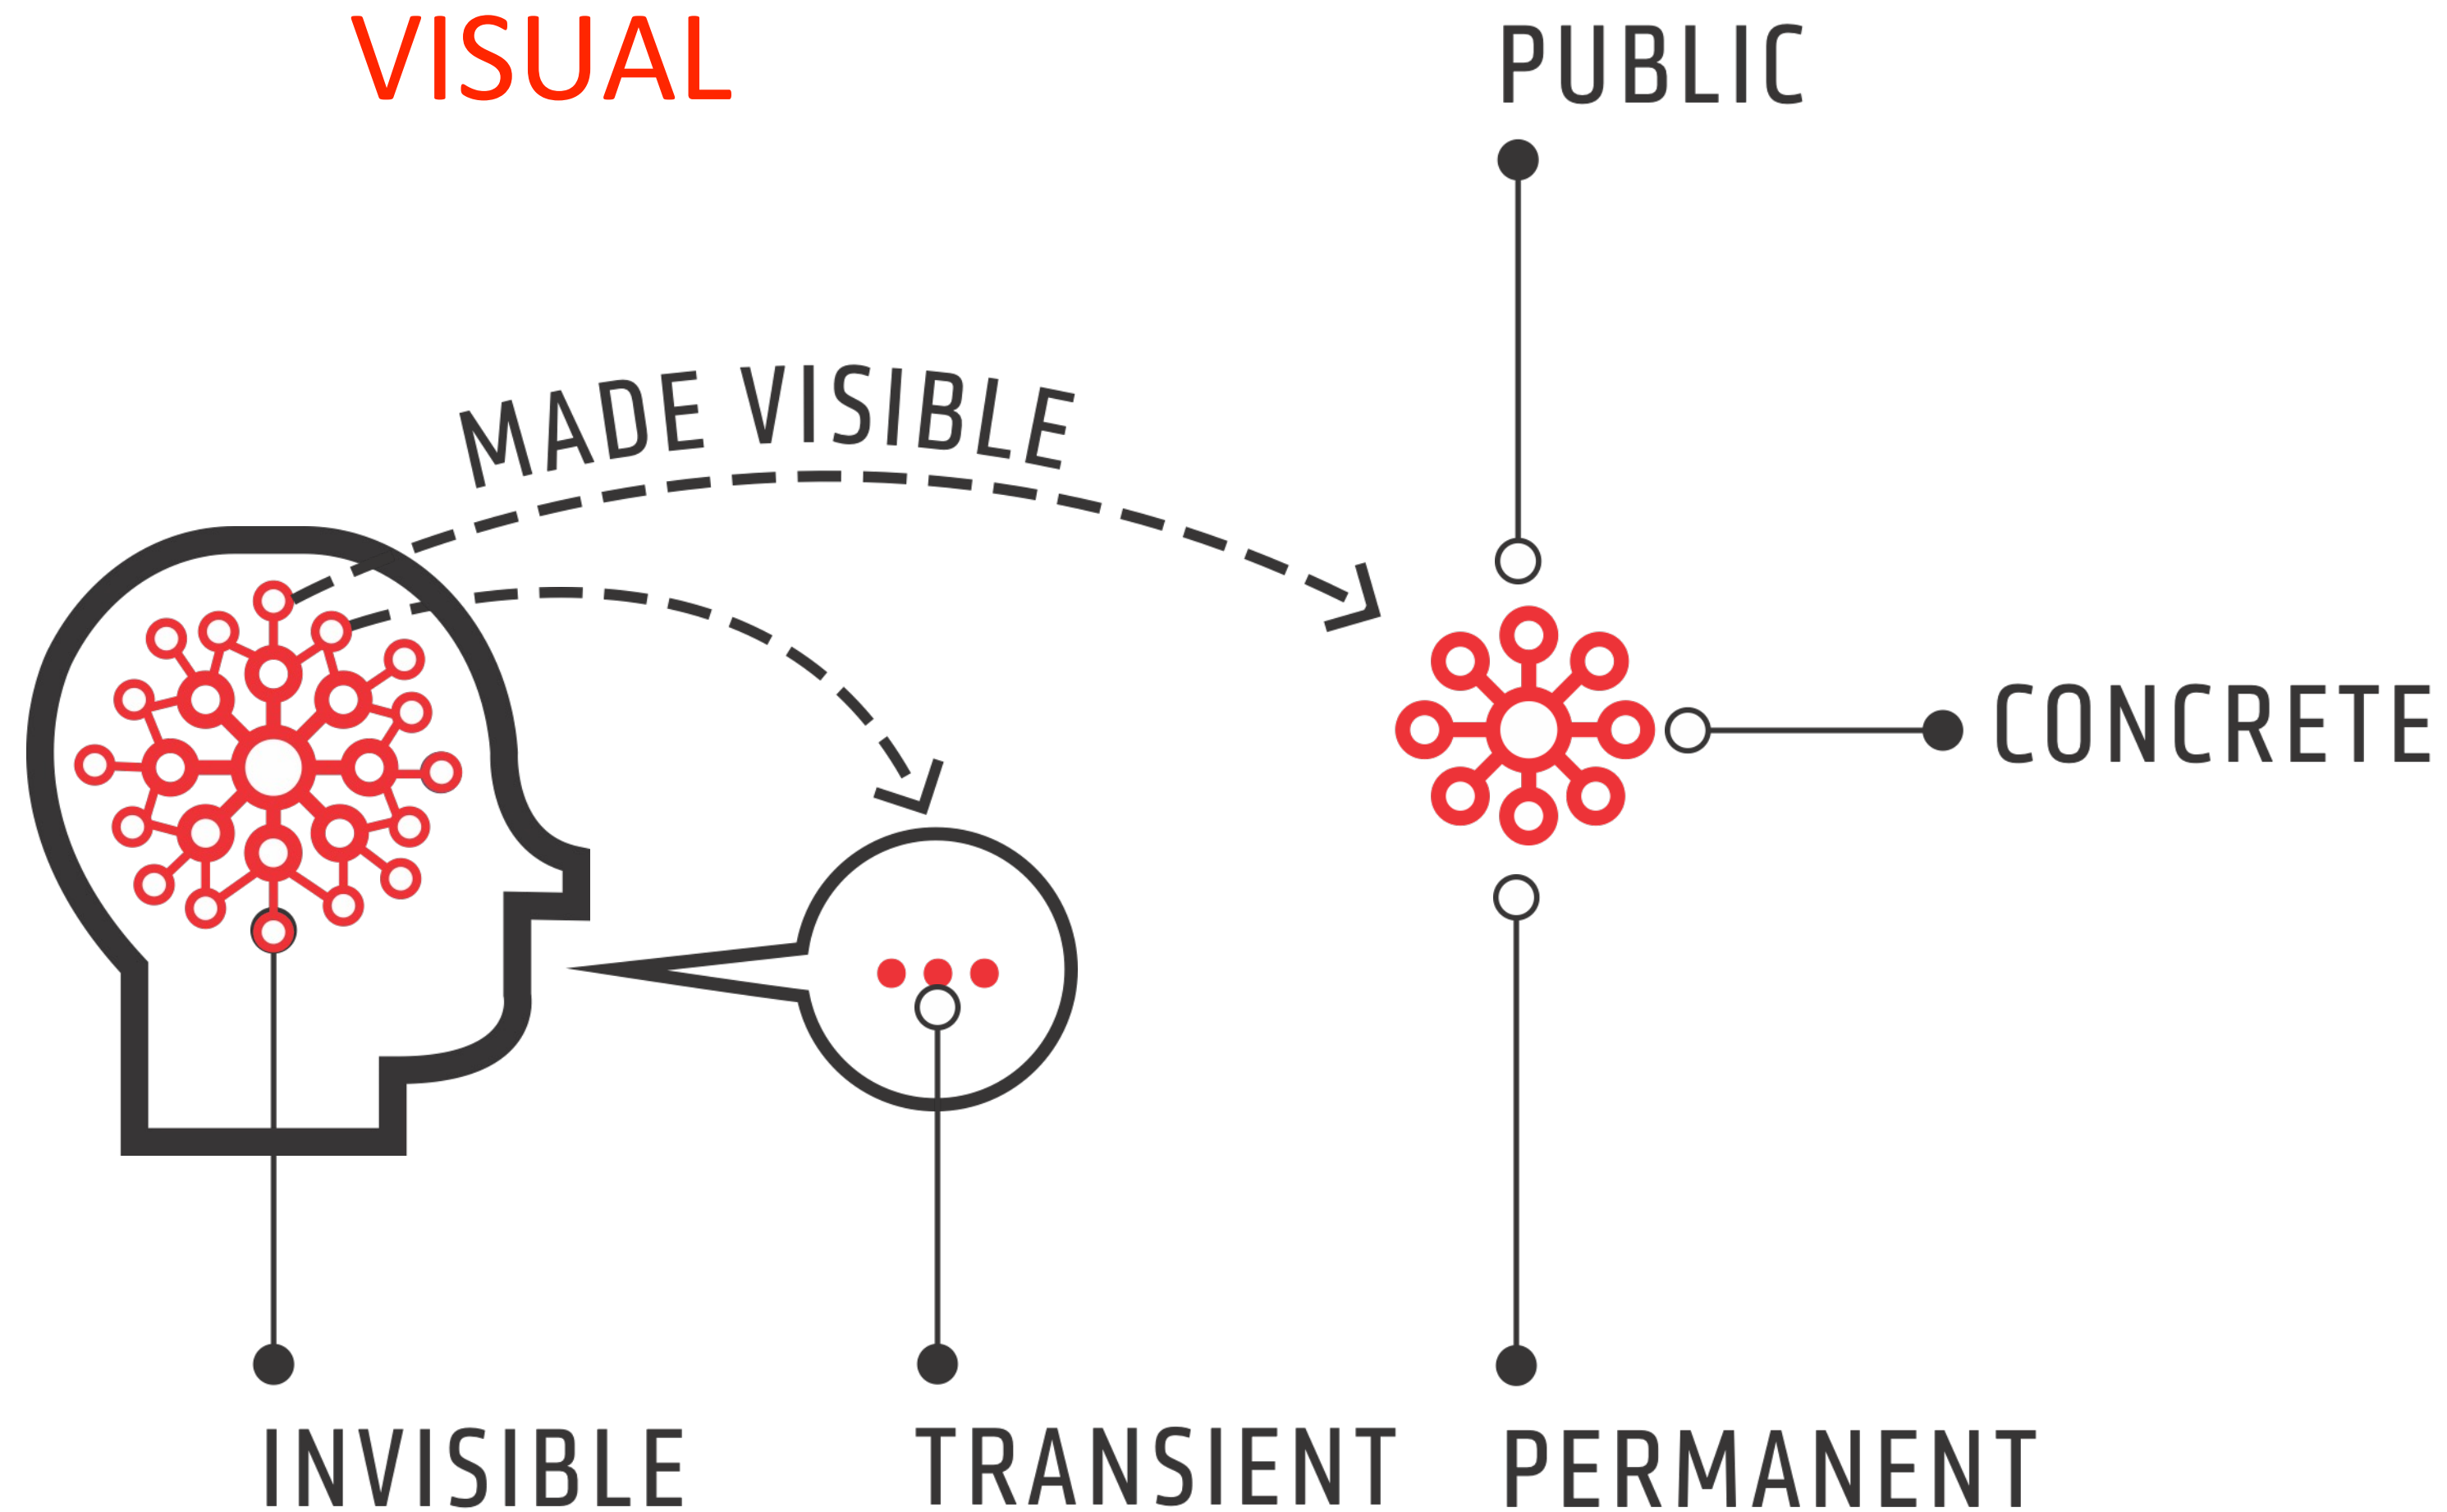 VISUAL
PUBLIC
MADE VISIBLE
CONCRETE
INVISIBLE
TRANSIENT
PERMANENT